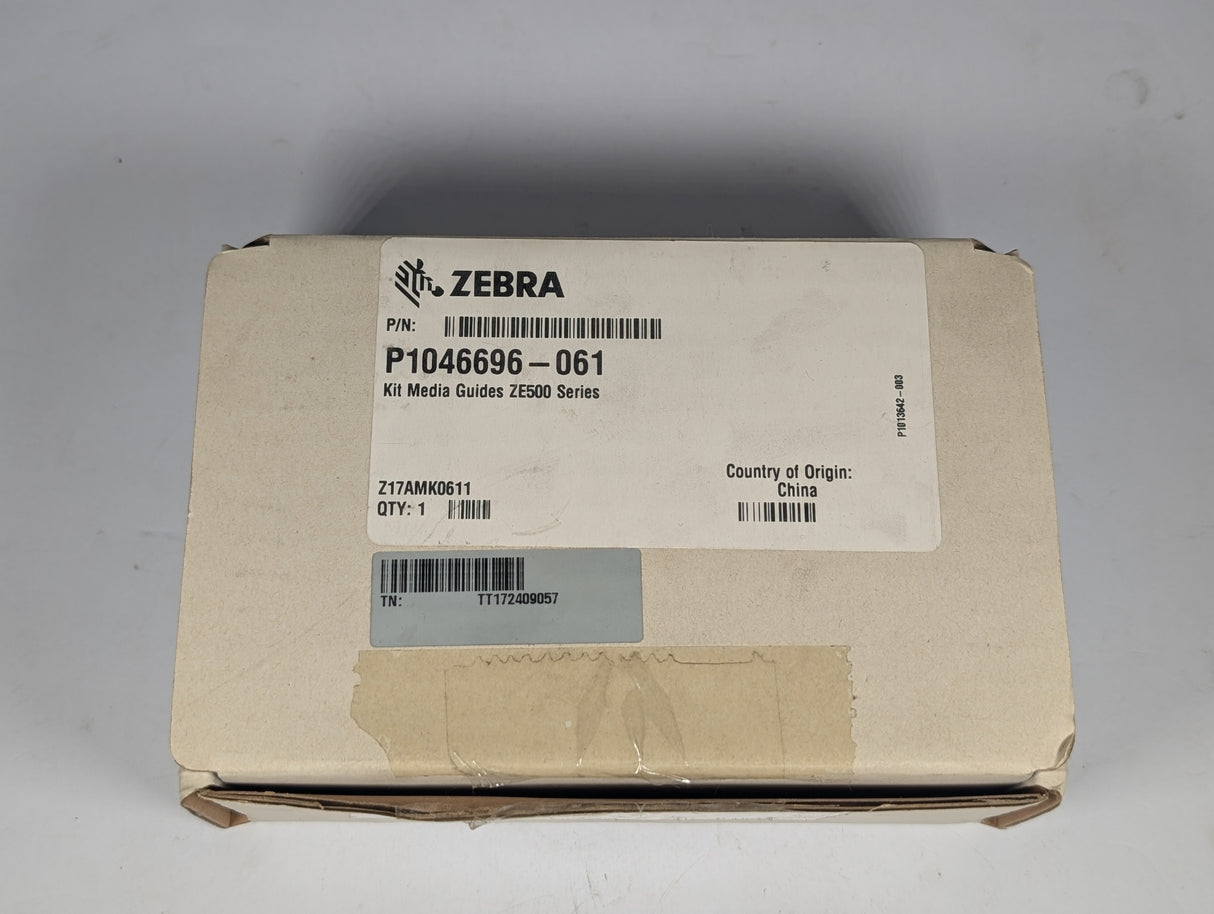 ZEBRA
P/N:
P1046696-061
Kit Media Guides ZE500 Series
P1013642-003
Z17AMK0611
QTY: 1
Country of Origin:
China
TN: TT172409057